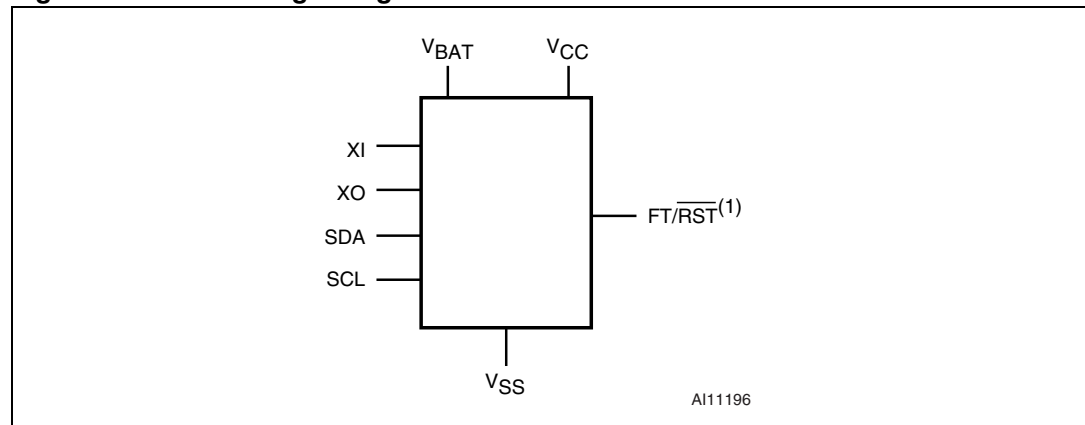 VBAT VCC
XI
XO
FT/RST(1)
SDA
SCL
VSS
AI11196